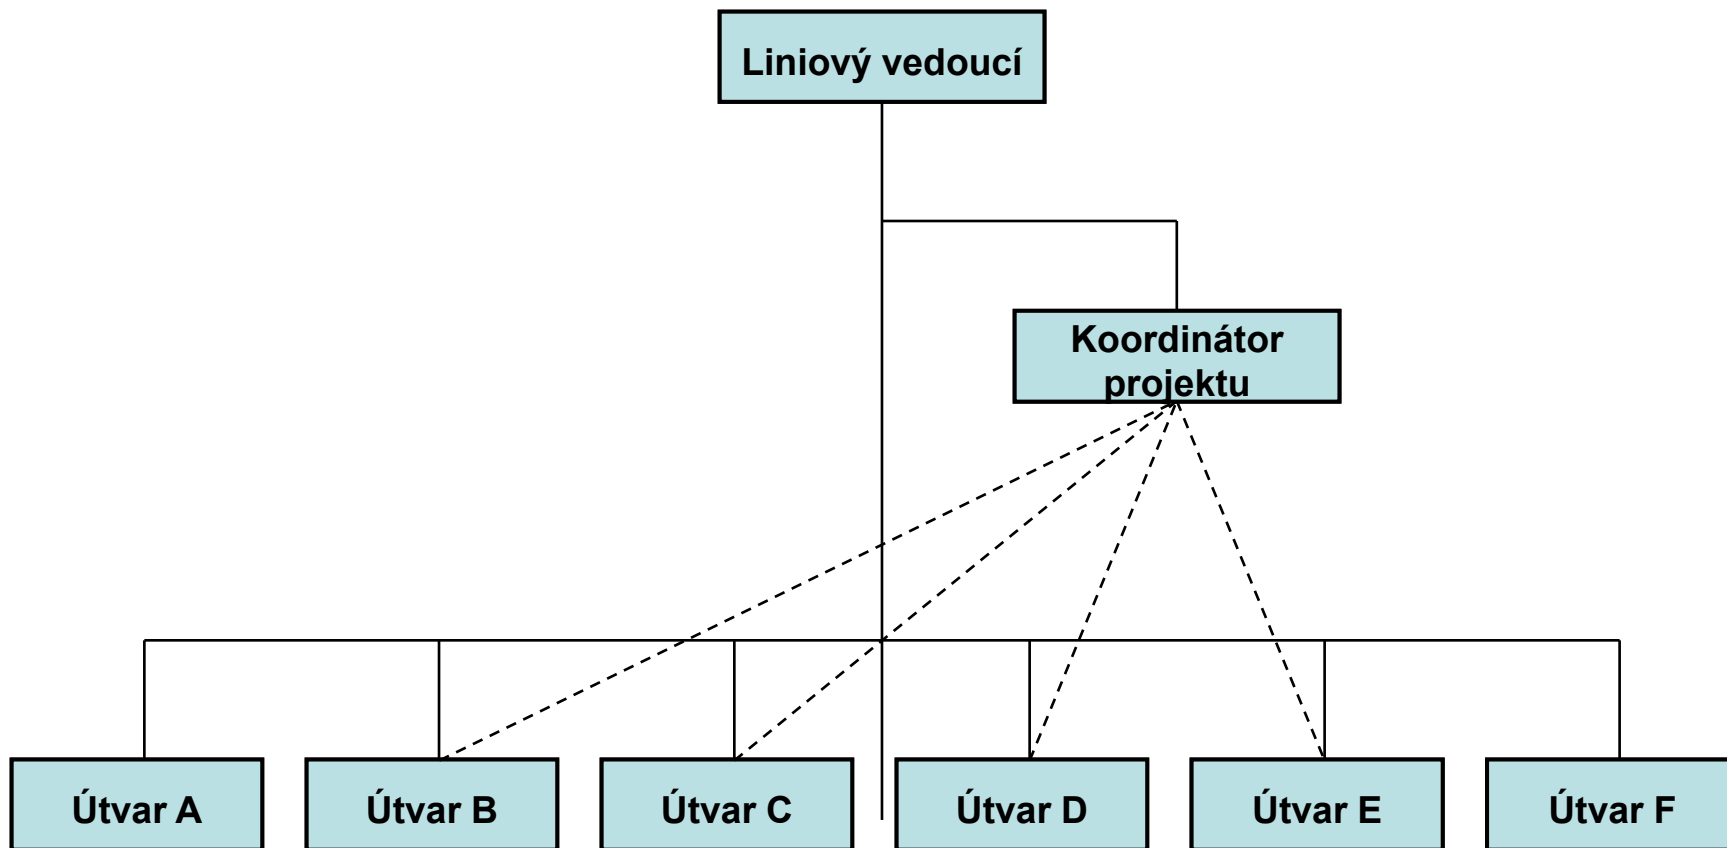 Liniový vedoucí
Koordinátor
projektu
Útvar A
Útvar B
Útvar C
Útvar D
Útvar E
Útvar F